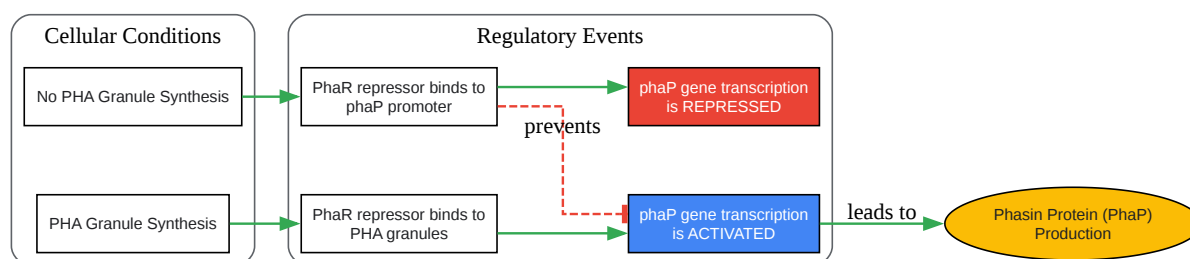 Cellular Conditions
Regulatory Events
No PHA Granule Synthesis
PhaR repressor binds to
phaP promoter
phaP gene transcription
is REPRESSED
prevents
PHA Granule Synthesis
PhaR repressor binds to
PHA granules
phaP gene transcription
is ACTIVATED
leads to
Phasin Protein (PhaP)
Production